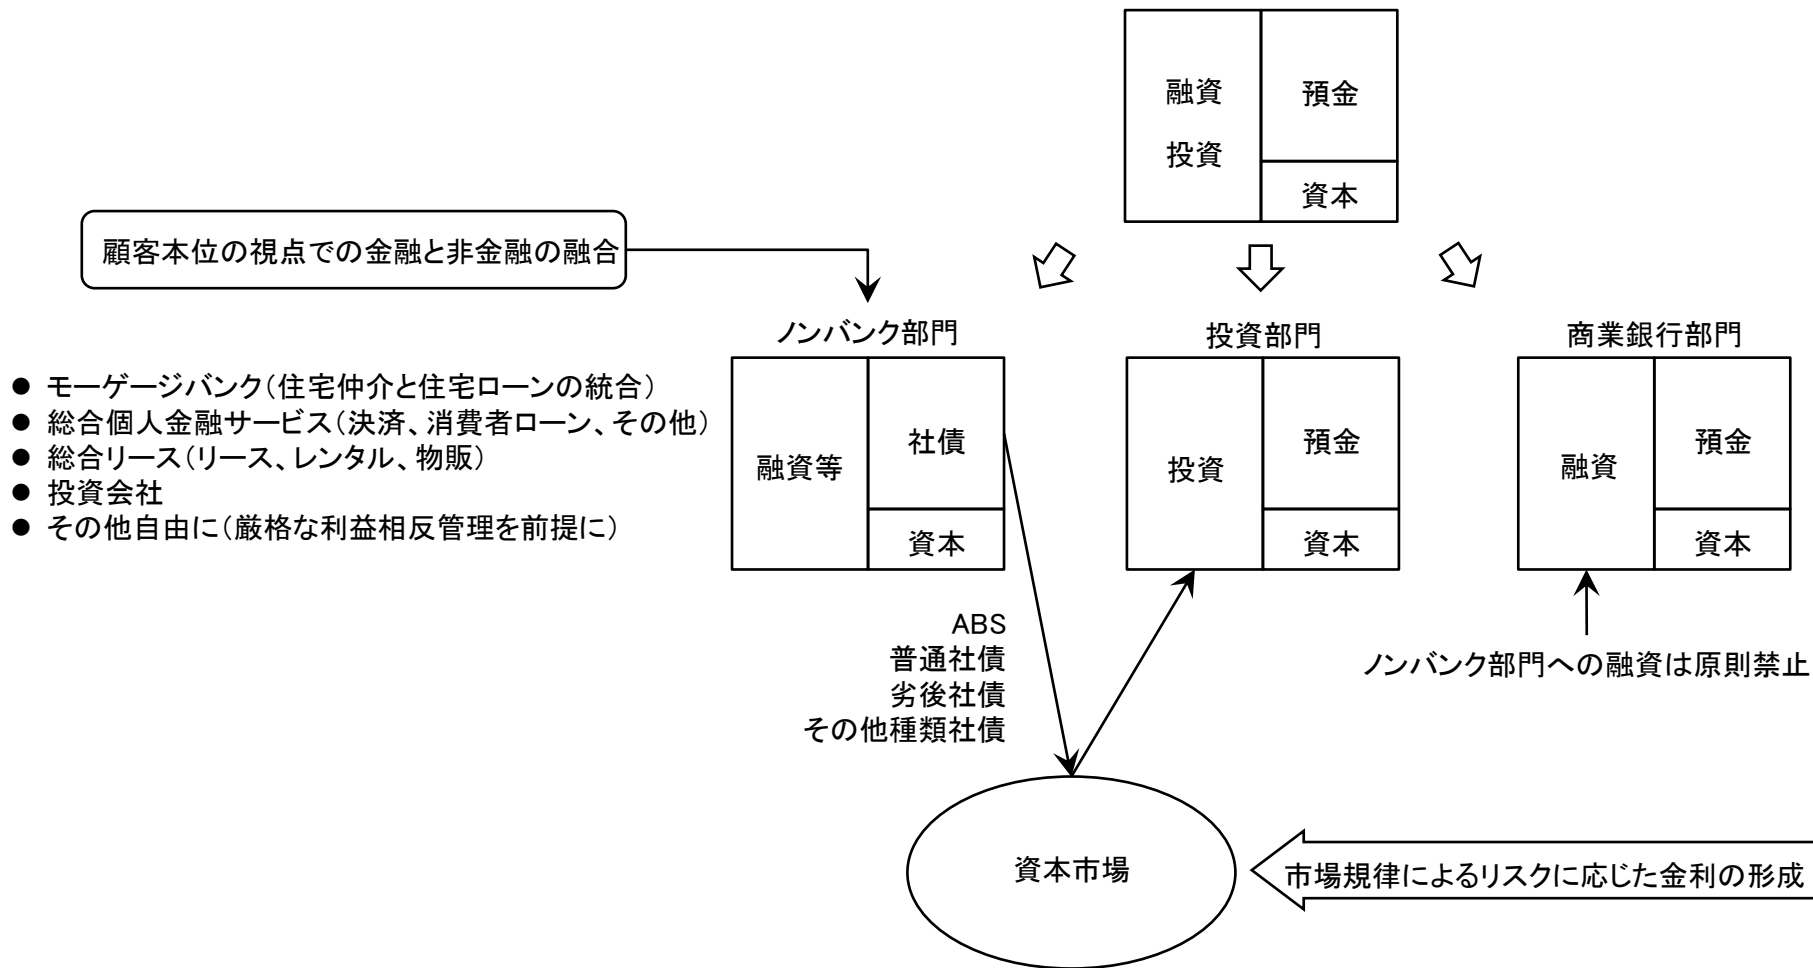 融資
投資
預金
資本
顧客本位の視点での金融と非金融の融合
ノンバンク部門
投資部門
商業銀行部門
● モーゲージバンク(住宅仲介と住宅ローンの統合)
● 総合個人金融サービス(決済、消費者ローン、その他)
● 総合リース(リース、レンタル、物販)
● 投資会社
● その他自由に(厳格な利益相反管理を前提に)
融資等
社債
資本
投資
預金
資本
融資
預金
資本
ABS
普通社債
劣後社債
その他種類社債
ノンバンク部門への融資は原則禁止
資本市場
市場規律によるリスクに応じた金利の形成